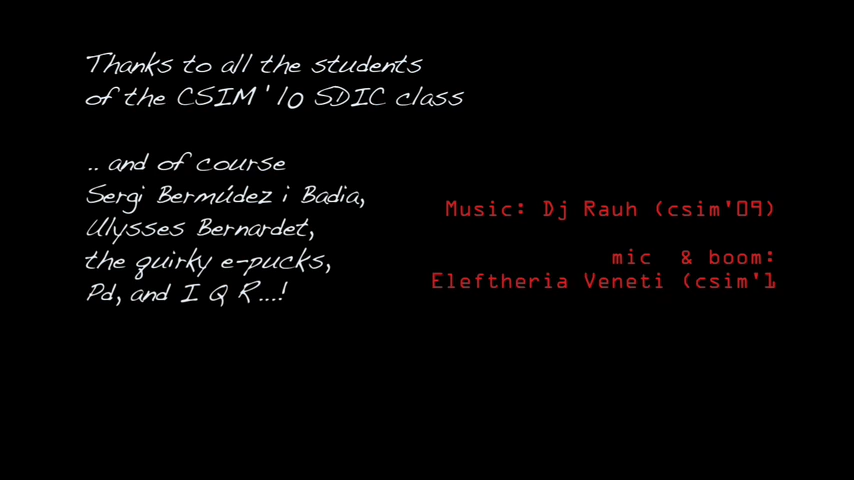 Thanks to all the students
of the CSIM'10 SDIC class
.. and of course
Sergi Bermúdez i Badia,
Ulysses Bernardet,
the quirky e-pucks,
Pd, and I Q R...!
Music: Dj Rauh (csim'09)
mic & boom:
Eleftheria Veneti (csim'1